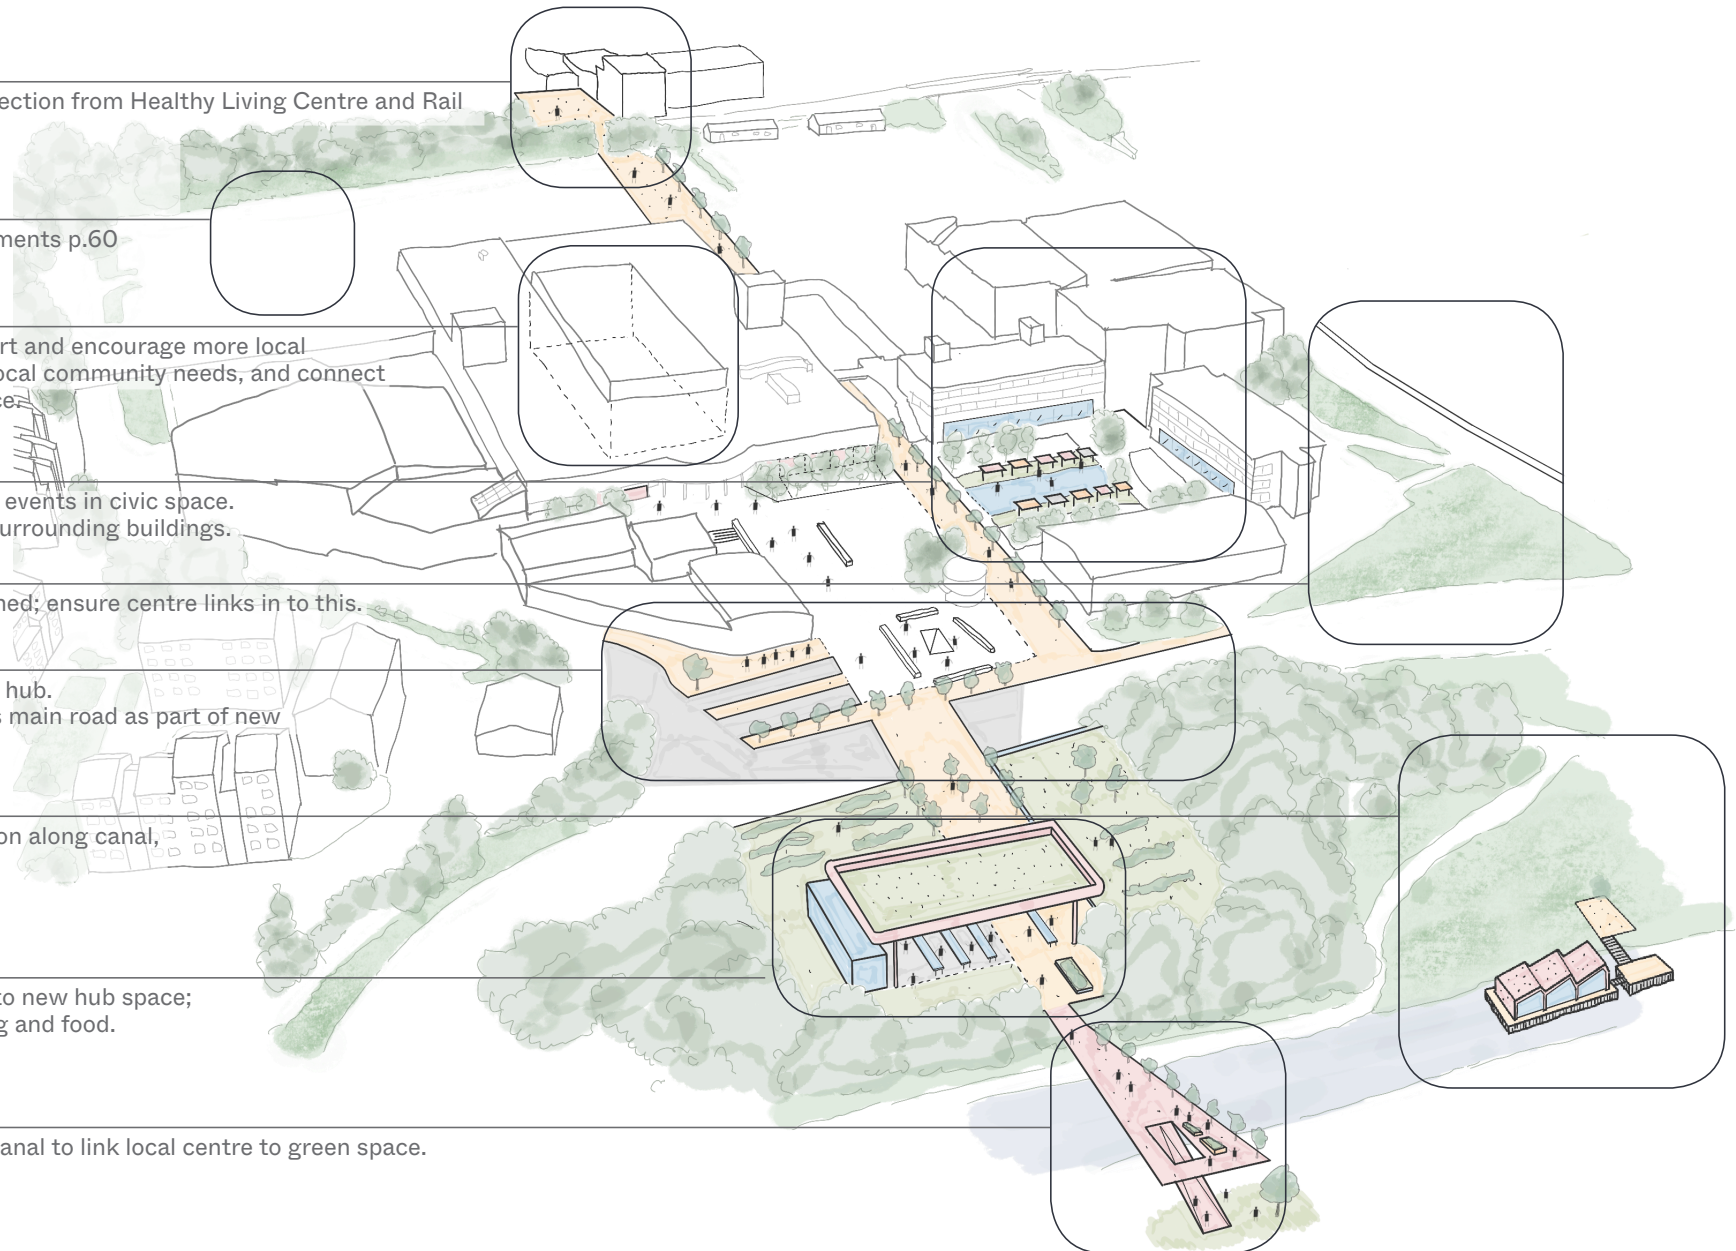 ection from Healthy Living Centre and Rail
ments p.60
rt and encourage more local
ocal community needs, and connect
ce.
events in civic space.
urrounding buildings.
ned; ensure centre links in to this.
hub.
s main road as part of new
on along canal,
to new hub space;
g and food.
anal to link local centre to green space.